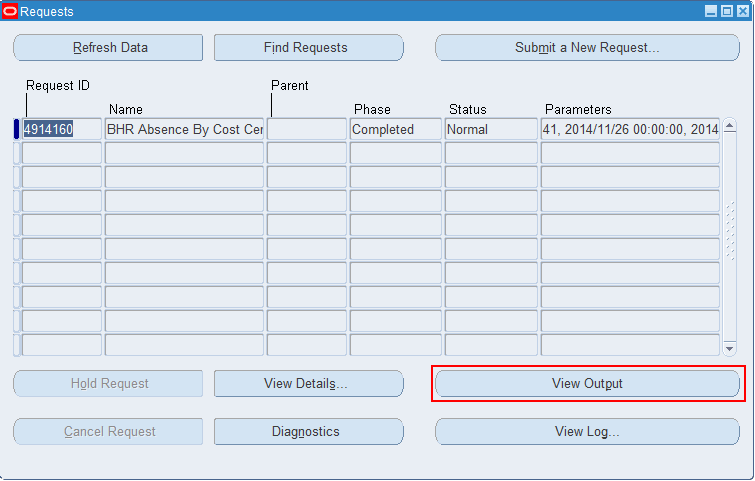 Requests
Refresh Data
Find Requests
Submit a New Request...
Request ID
Parent
Name
Phase
Status
Parameters
4914160
BHR Absence By Cost Cer
Completed
Normal
41, 2014/11/26 00:00:00, 2014
Hold Request
View Details...
View Output
Cancel Request
Diagnostics
View Log...